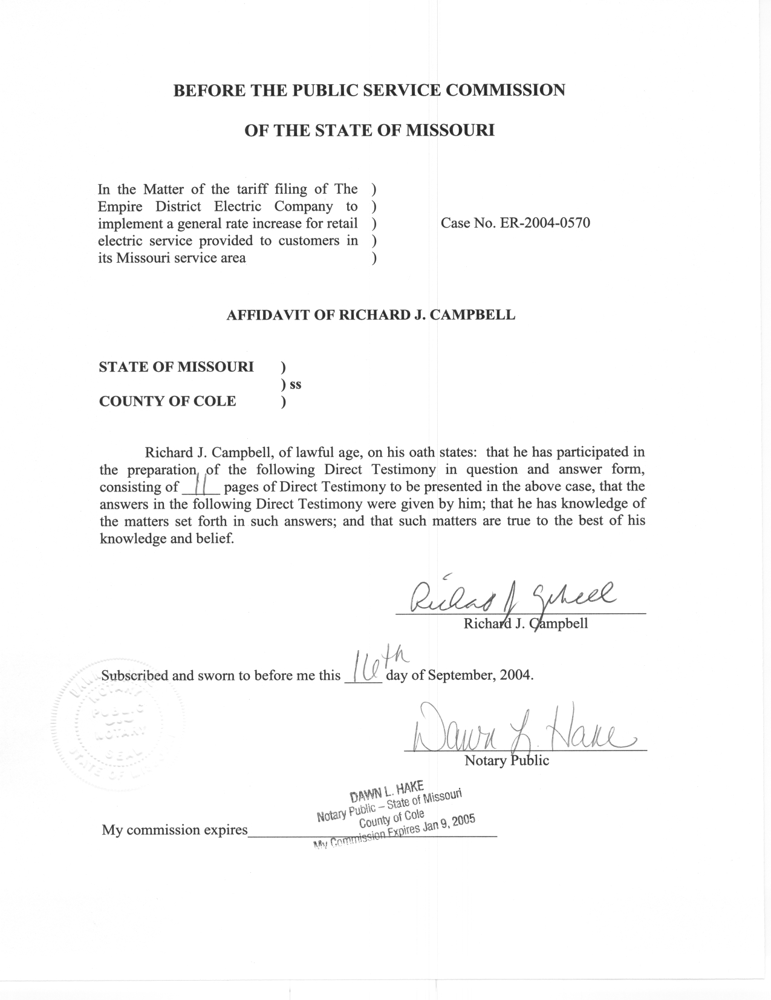 BEFORE THE PUBLIC SERVICE COMMISSION
OF THE STATE OF MISSOURI
In the Matter of the tariff filing of The )
Empire District Electric Company to )
implement a general rate increase for retail ) Case No. ER-2004-0570
electric service provided to customers in )
its Missouri service area )
AFFIDAVIT OF RICHARD J. CAMPBELL
STATE OF MISSOURI )
) ss
COUNTY OF COLE )
Richard J. Campbell, of lawful age, on his oath states: that he has participated in
the preparation of the following Direct Testimony in question and answer form,
consisting of 11 pages of Direct Testimony to be presented in the above case, that the
answers in the following Direct Testimony were given by him; that he has knowledge of
the matters set forth in such answers; and that such matters are true to the best of his
knowledge and belief.
Richard J. Campbell
Richard J. Campbell
Subscribed and sworn to before me this 16th day of September, 2004.
NOTARY
PUBLIC
NOTARY
SEAL
STATE OF
Dawn L. Hake
Notary Public
DAWN L. HAKE
Notary Public – State of Missouri
County of Cole
My Commission Expires Jan 9, 2005
My commission expires